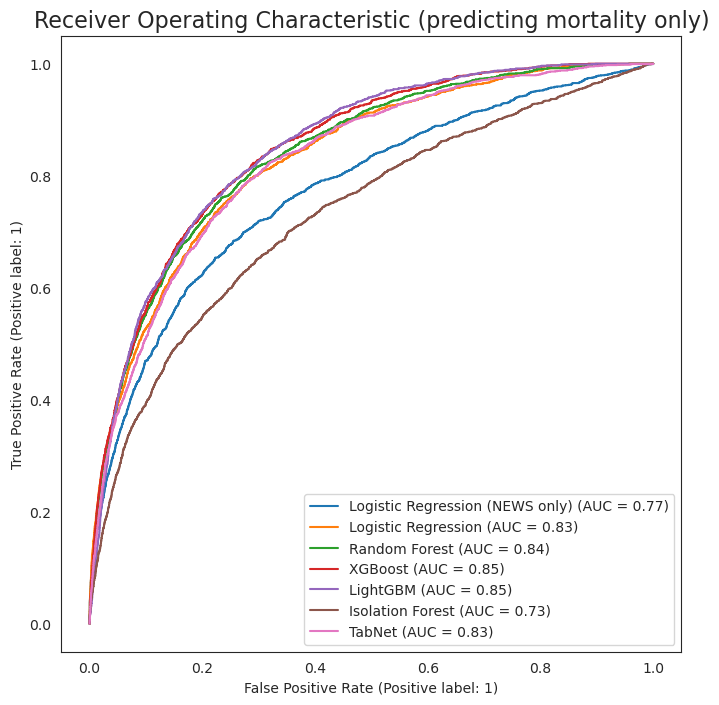 Receiver Operating Characteristic (predicting mortality only)
1.0
0.8
0.6
0.4
0.2
0.0
True Positive Rate (Positive label: 1)
Logistic Regression (NEWS only) (AUC = 0.77)
Logistic Regression (AUC = 0.83)
Random Forest (AUC = 0.84)
XGBoost (AUC = 0.85)
LightGBM (AUC = 0.85)
Isolation Forest (AUC = 0.73)
TabNet (AUC = 0.83)
0.0 0.2 0.4 0.6 0.8 1.0
False Positive Rate (Positive label: 1)